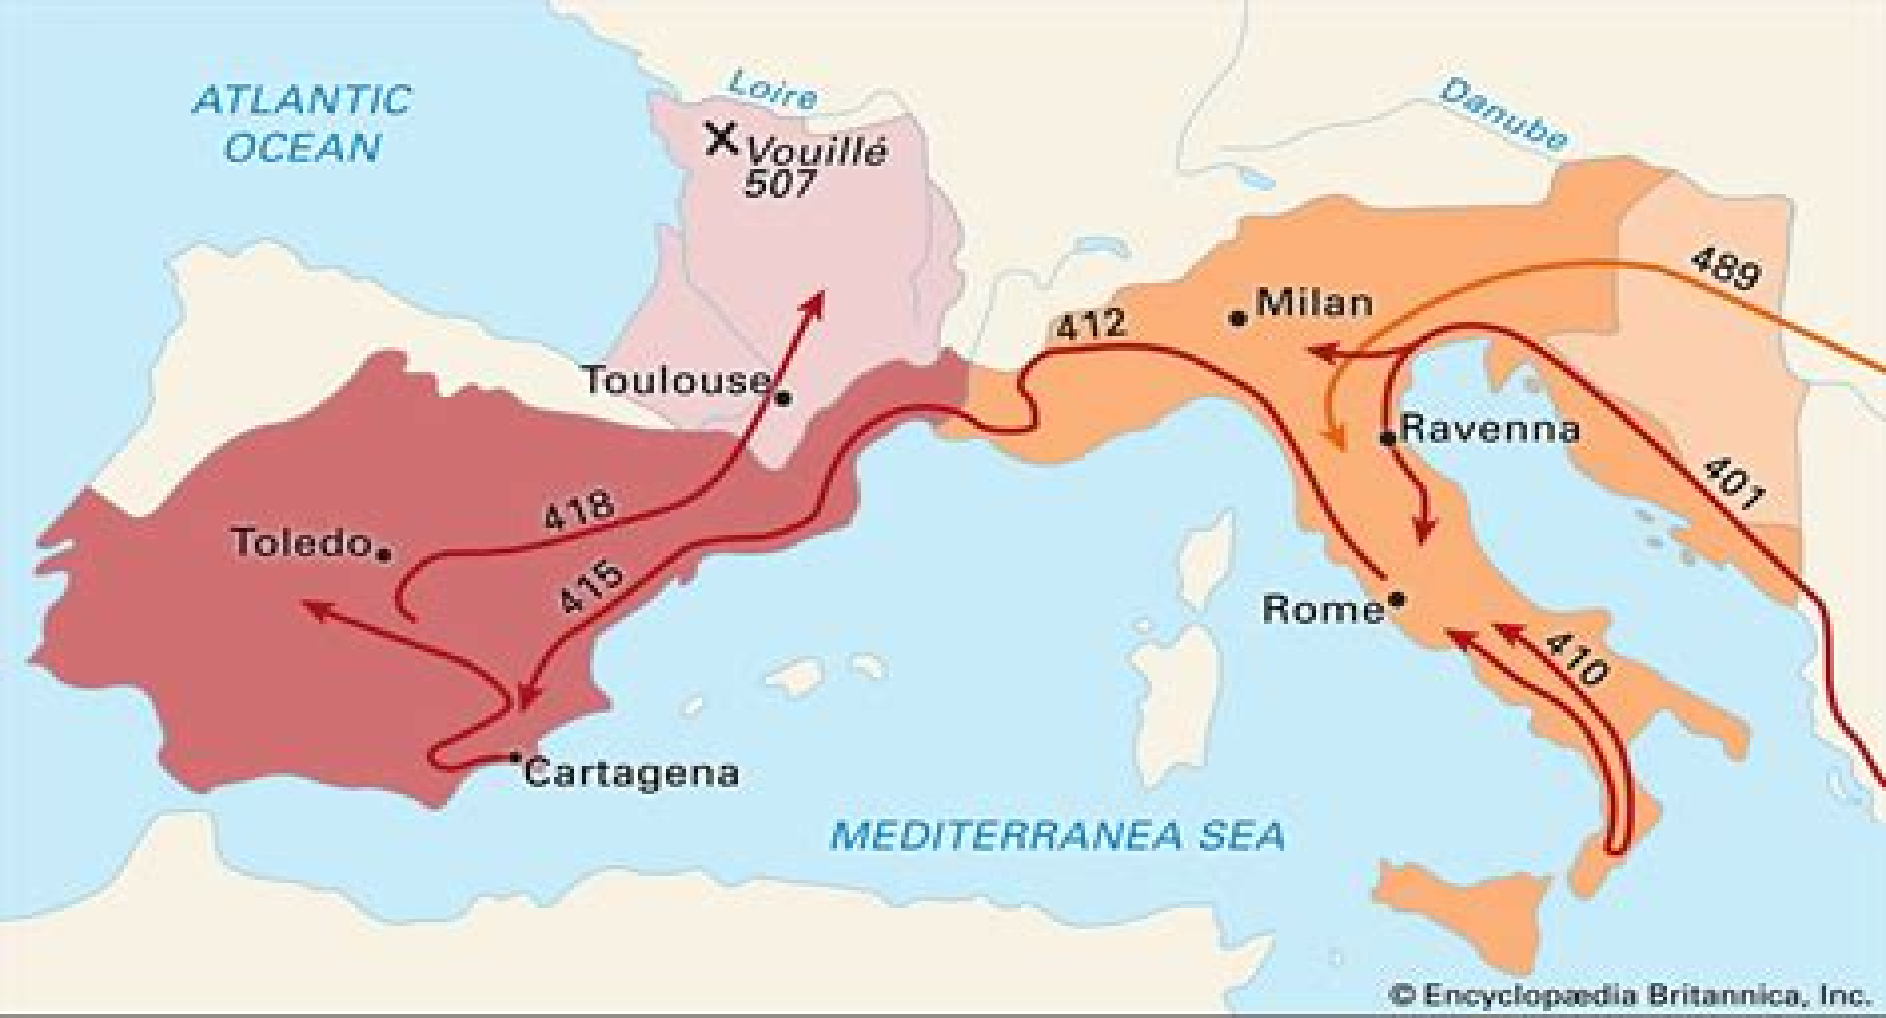 Loire
Danube
ATLANTIC
OCEAN
Vouillé
507
489
Milan
412
Toulouse
Ravenna
401
418
Toledo
415
Rome
410
Cartagena
MEDITERRANEA SEA
© Encyclopædia Britannica, Inc.